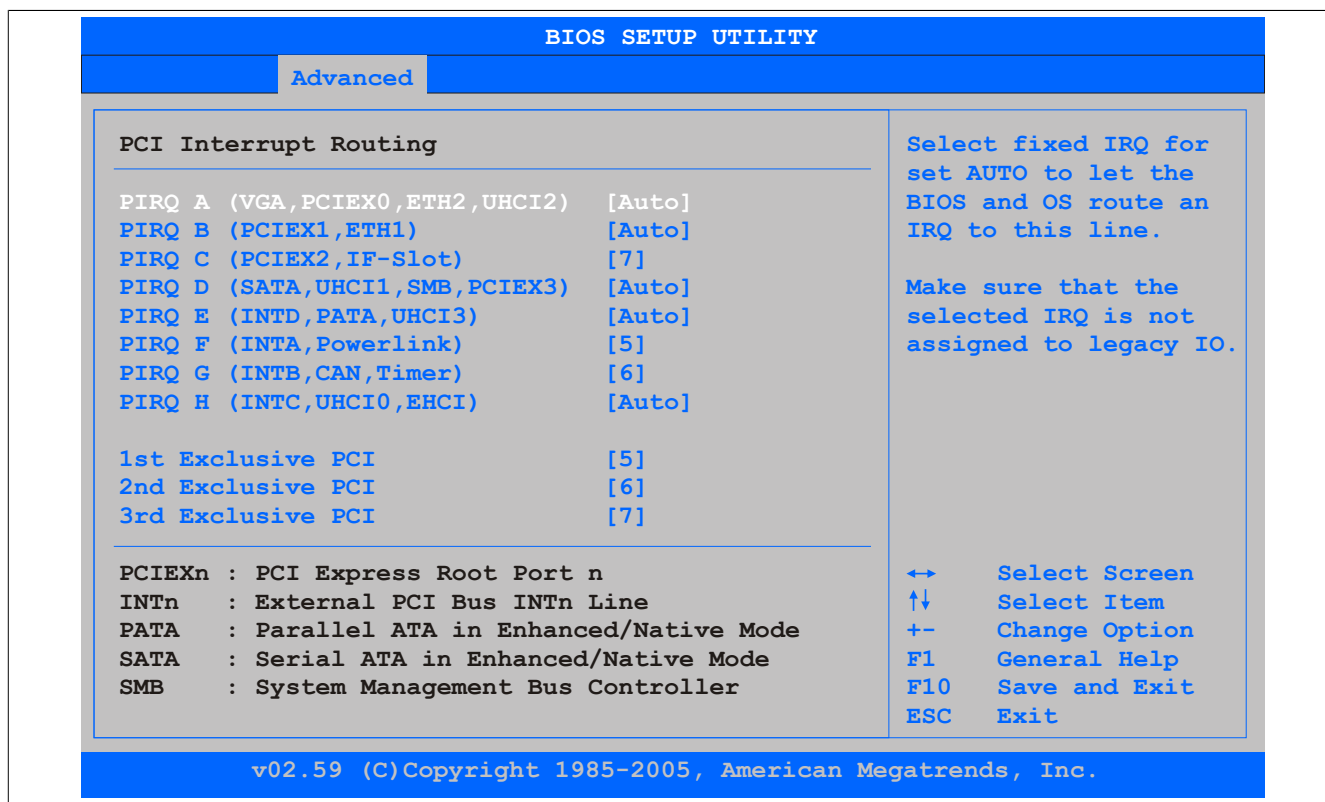 BIOS SETUP UTILITY
Advanced
PCI Interrupt Routing
PIRQ A (VGA,PCIEX0,ETH2,UHCI2) [Auto]
PIRQ B (PCIEX1,ETH1) [Auto]
PIRQ C (PCIEX2,IF-Slot) [7]
PIRQ D (SATA,UHCI1,SMB,PCIEX3) [Auto]
PIRQ E (INTD,PATA,UHCI3) [Auto]
PIRQ F (INTA,Powerlink) [5]
PIRQ G (INTB,CAN,Timer) [6]
PIRQ H (INTC,UHCI0,EHCI) [Auto]
1st Exclusive PCI [5]
2nd Exclusive PCI [6]
3rd Exclusive PCI [7]
PCIEXn : PCI Express Root Port n
INTn : External PCI Bus INTn Line
PATA : Parallel ATA in Enhanced/Native Mode
SATA : Serial ATA in Enhanced/Native Mode
SMB : System Management Bus Controller
Select fixed IRQ for
set AUTO to let the
BIOS and OS route an
IRQ to this line.
Make sure that the
selected IRQ is not
assigned to legacy IO.
↔ Select Screen
↑↓ Select Item
+- Change Option
F1 General Help
F10 Save and Exit
ESC Exit
v02.59 (C)Copyright 1985-2005, American Megatrends, Inc.